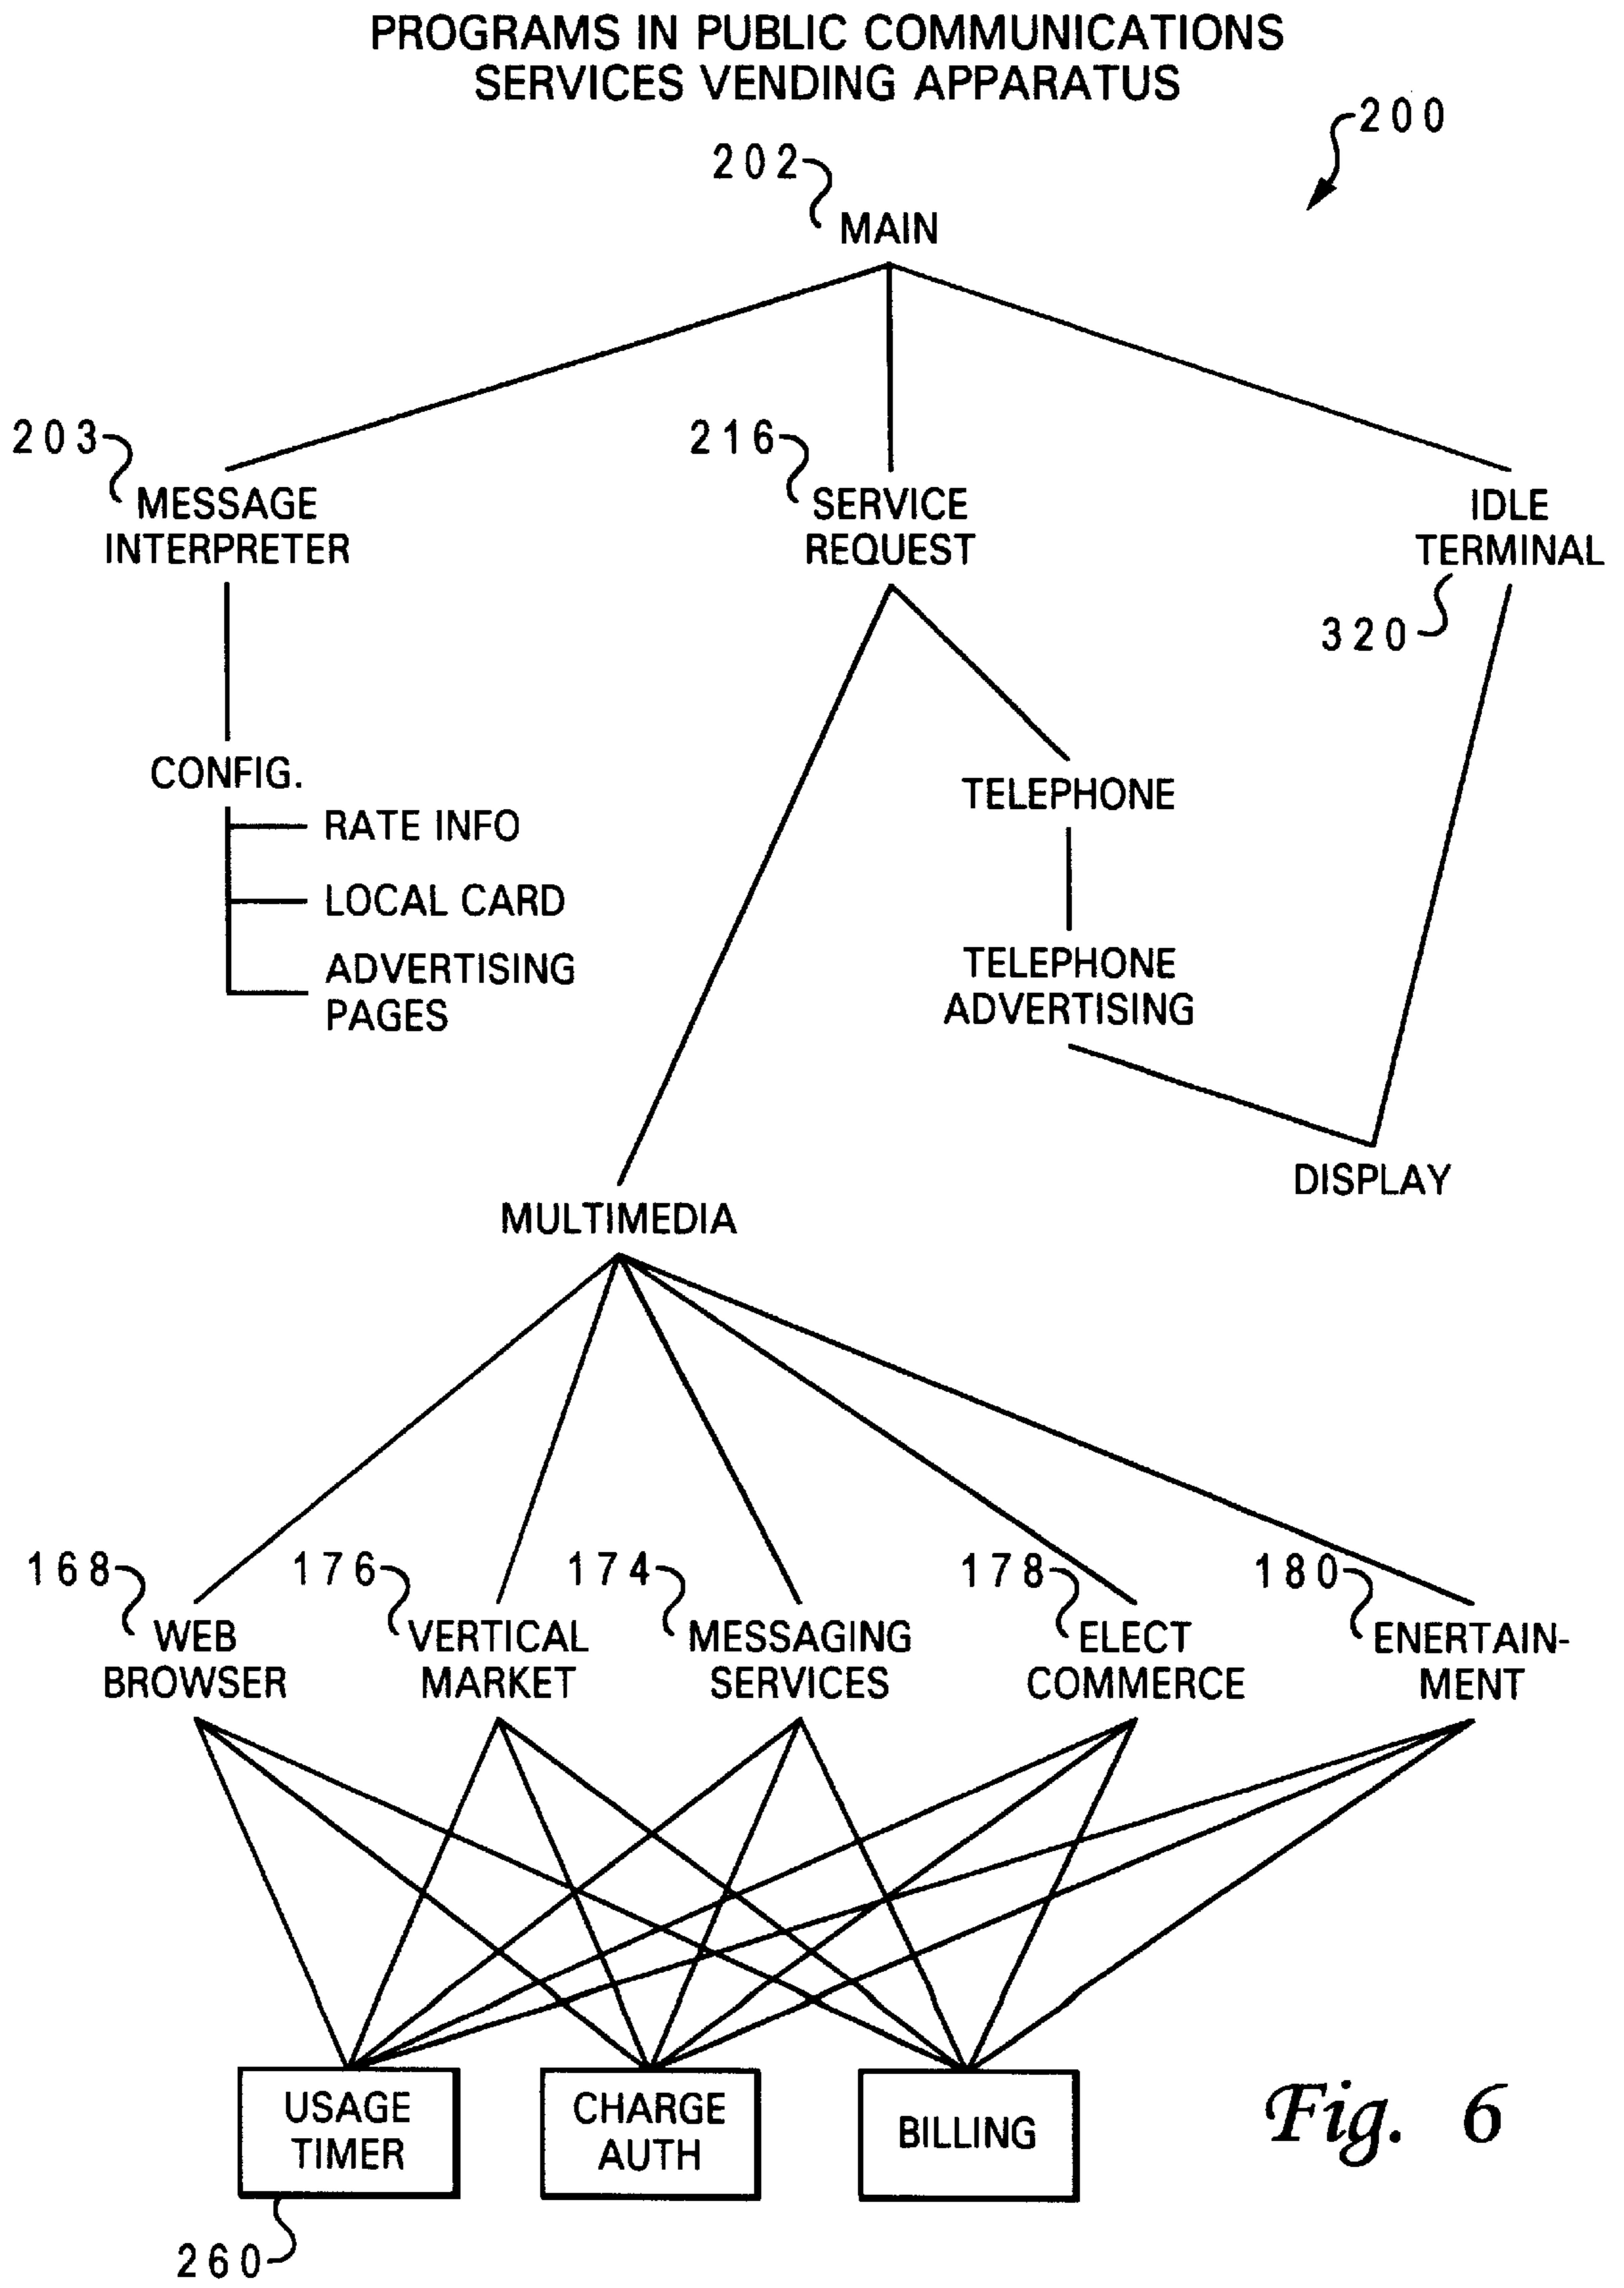 PROGRAMS IN PUBLIC COMMUNICATIONS
SERVICES VENDING APPARATUS
200
202
MAIN
203
MESSAGE
INTERPRETER
216
SERVICE
REQUEST
IDLE
TERMINAL
320
CONFIG.
RATE INFO
LOCAL CARD
ADVERTISING
PAGES
TELEPHONE
TELEPHONE
ADVERTISING
DISPLAY
MULTIMEDIA
168
WEB
BROWSER
176
VERTICAL
MARKET
174
MESSAGING
SERVICES
178
ELECT
COMMERCE
180
ENERTAIN-
MENT
USAGE
TIMER
260
CHARGE
AUTH
BILLING
Fig. 6